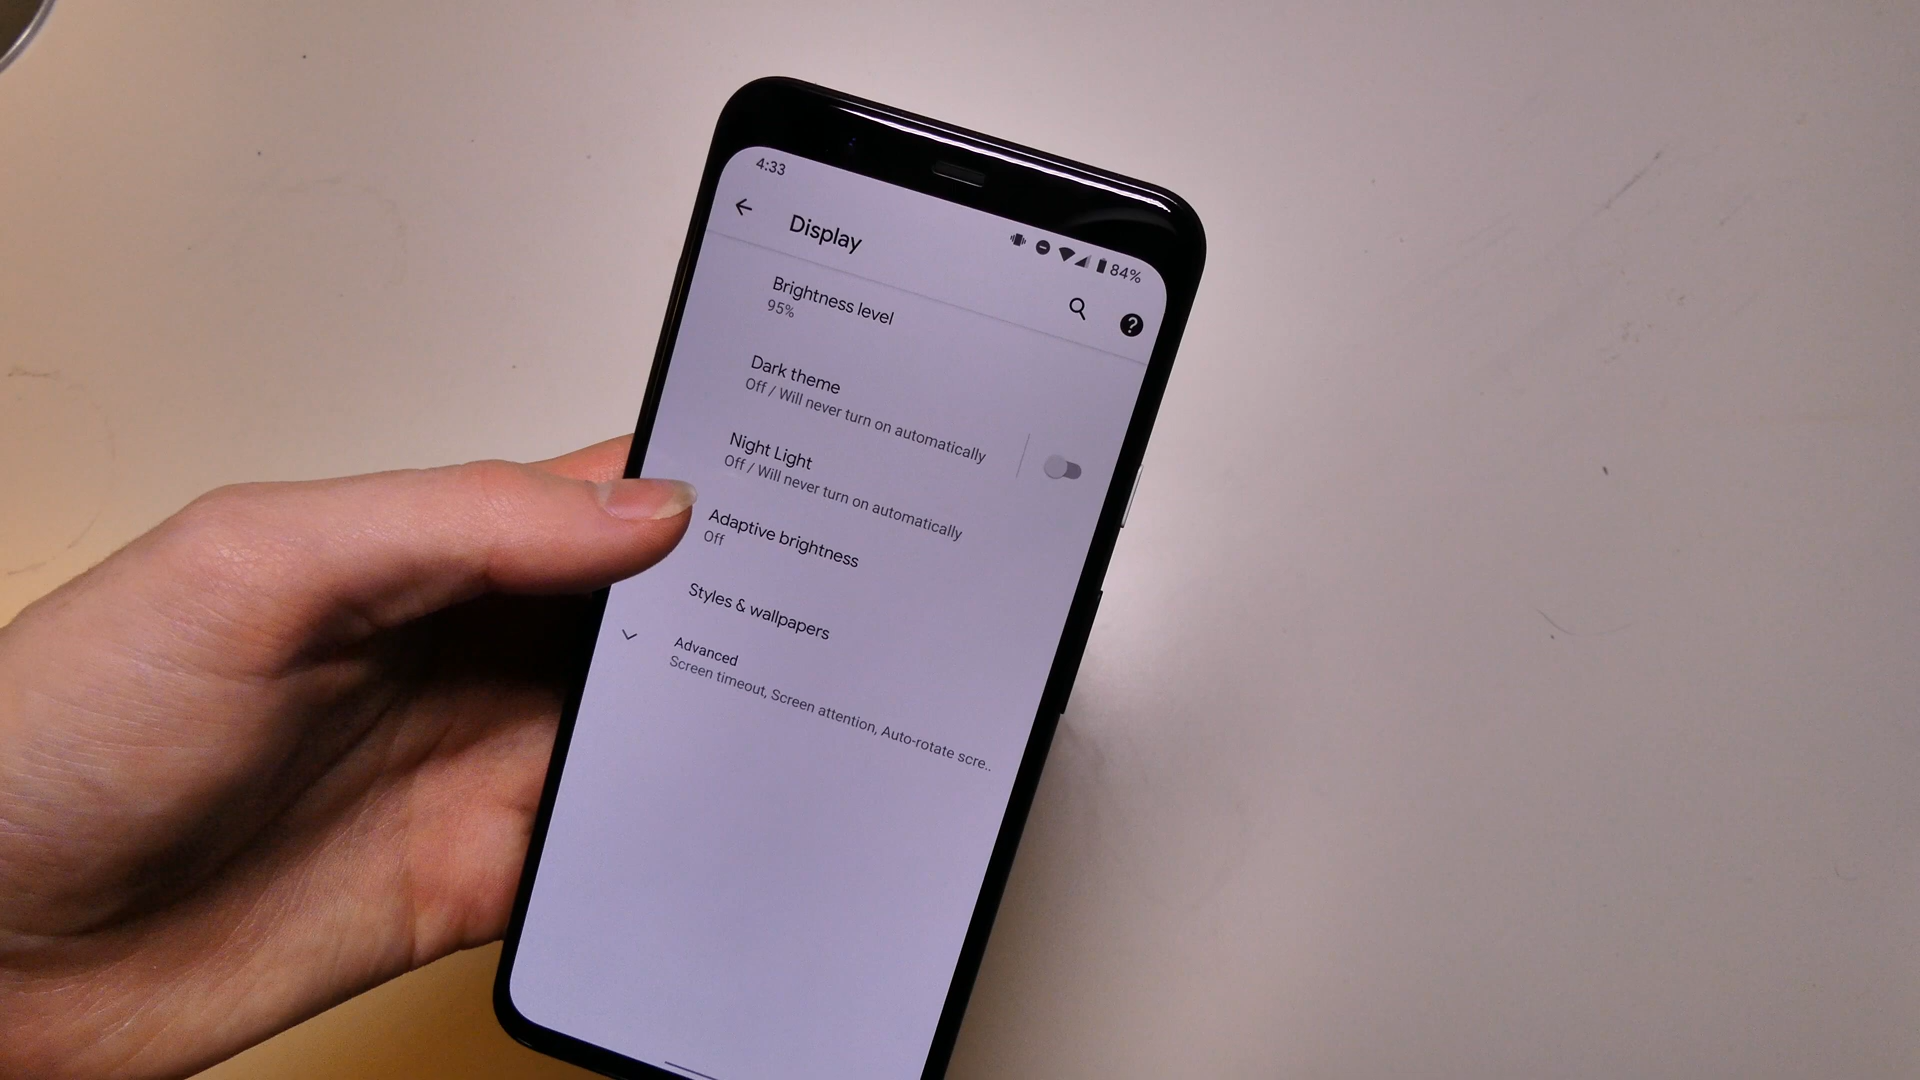 4:33
84%
Display
Brightness level
95%
Dark theme
Off / Will never turn on automatically
Night Light
Off / Will never turn on automatically
Adaptive brightness
Off
Styles & wallpapers
Advanced
Screen timeout, Screen attention, Auto-rotate scre..